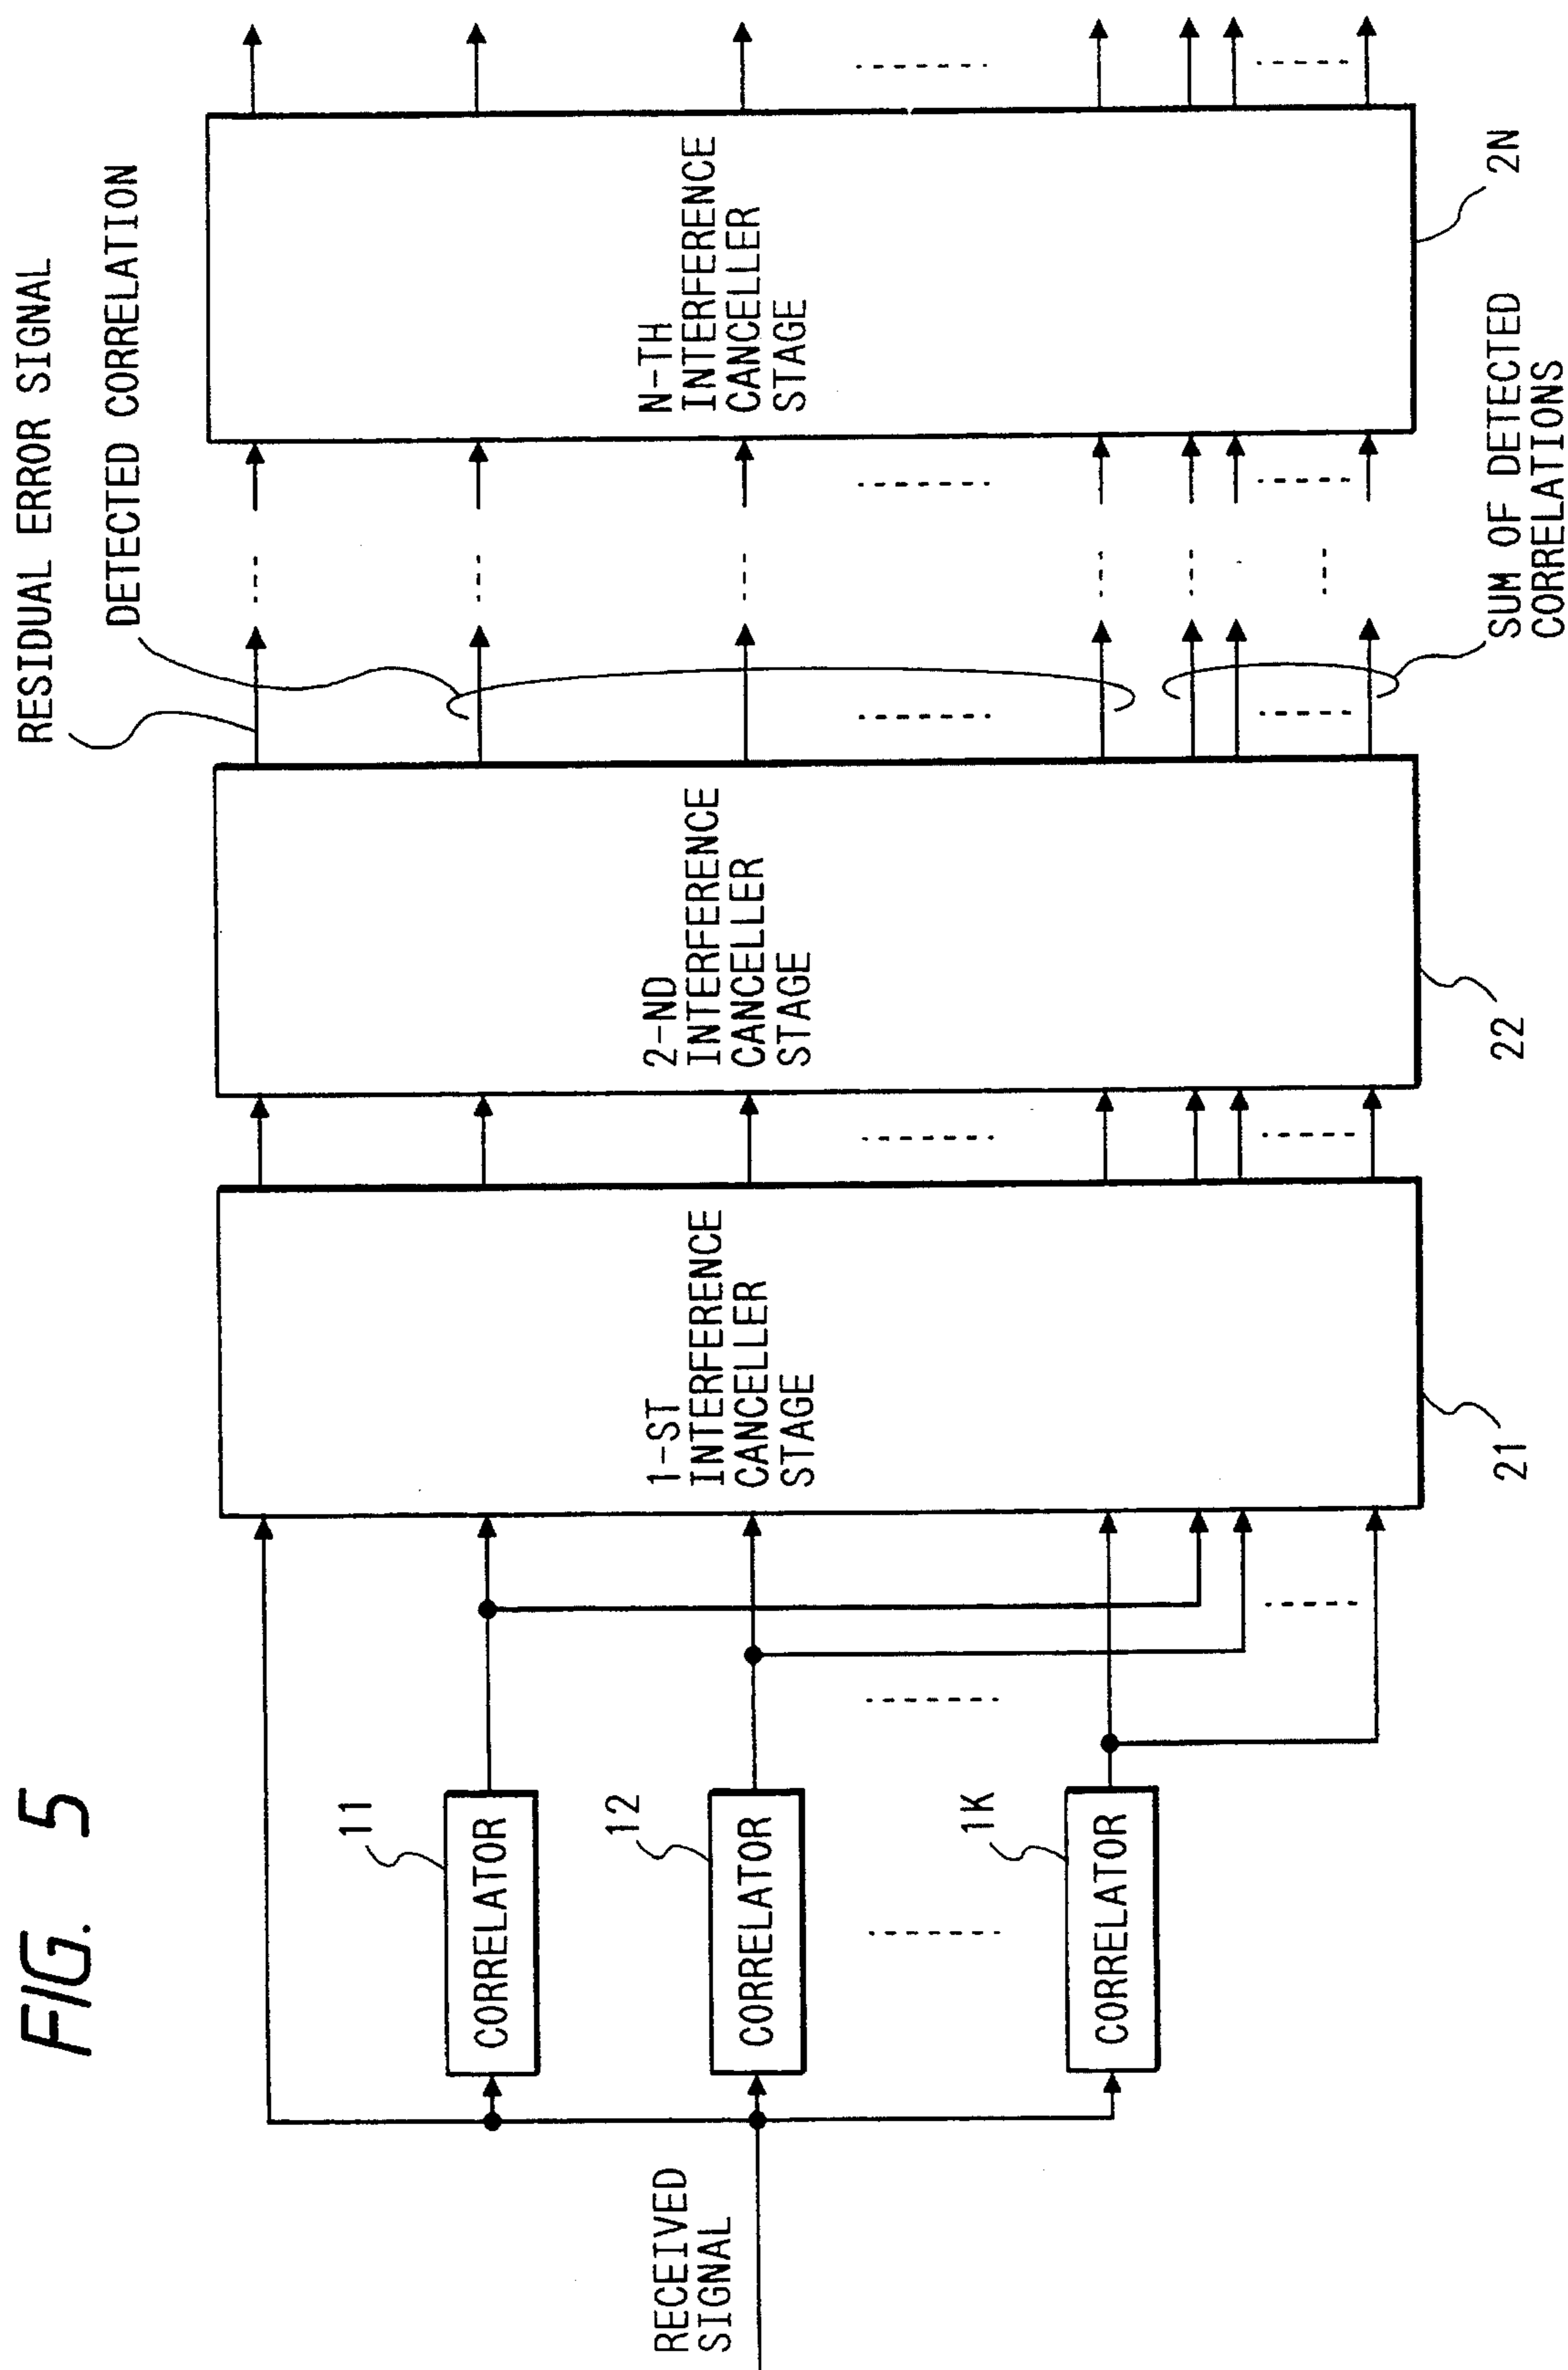 FIG. 5
RECEIVED
SIGNAL
11
CORRELATOR
12
CORRELATOR
1K
CORRELATOR
1-ST
INTERFERENCE
CANCELLER
STAGE
21
2-ND
INTERFERENCE
CANCELLER
STAGE
22
RESIDUAL ERROR SIGNAL
DETECTED CORRELATION
SUM OF DETECTED
CORRELATIONS
N-TH
INTERFERENCE
CANCELLER
STAGE
2N